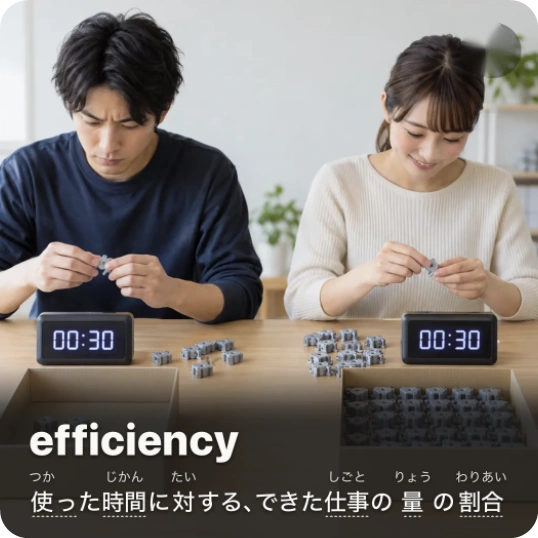 00:30
00:30
efficiency
つか じかん たい しごと りょう わりあい
使った時間に対する、できた仕事の量の割合